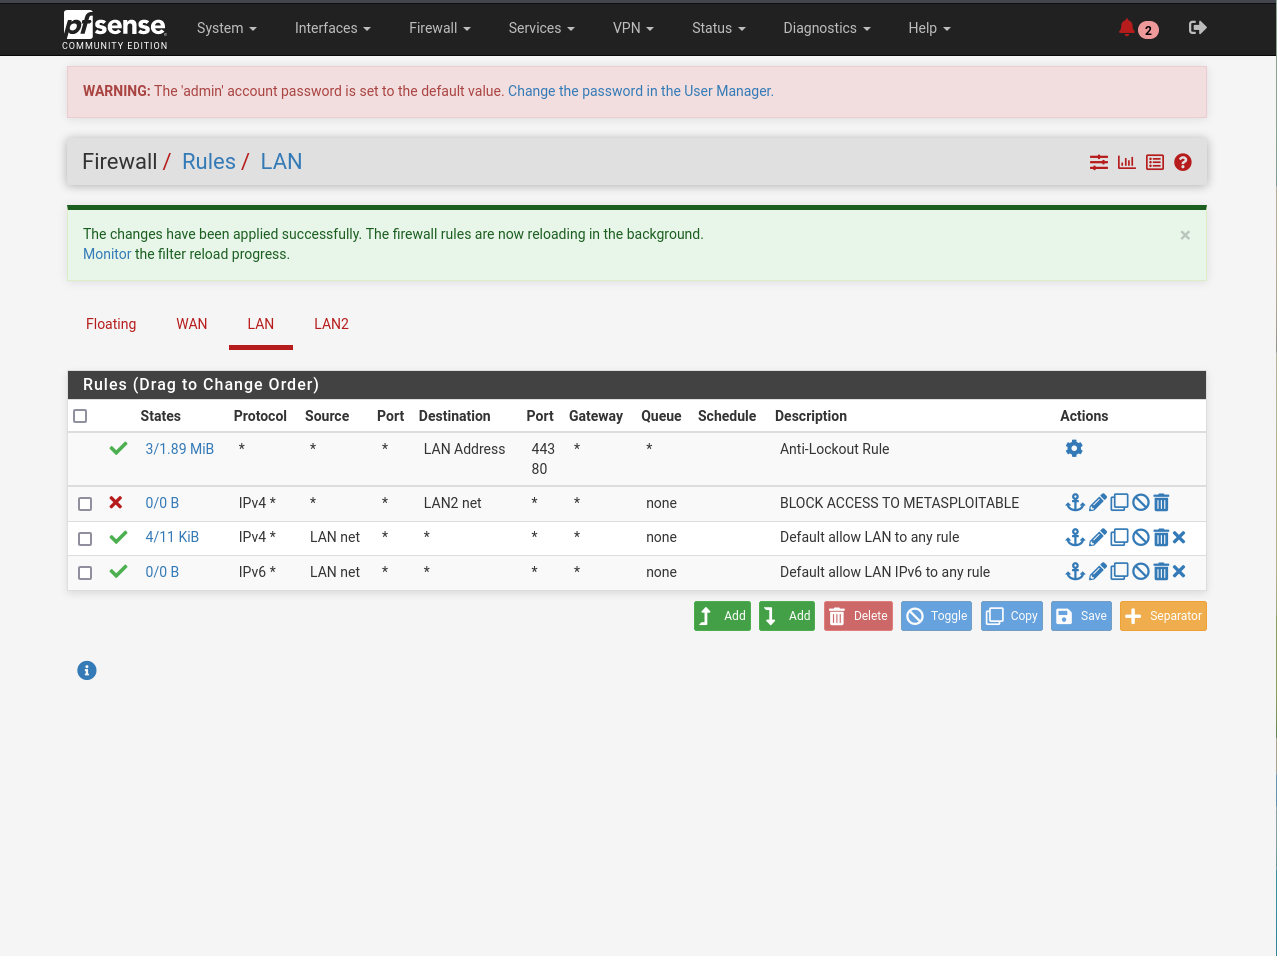 pfsense
COMMUNITY EDITION
System Interfaces Firewall Services VPN Status Diagnostics Help 2
WARNING: The 'admin' account password is set to the default value. Change the password in the User Manager.
Firewall / Rules / LAN
The changes have been applied successfully. The firewall rules are now reloading in the background.
Monitor the filter reload progress.
×
Floating WAN LAN LAN2
Rules (Drag to Change Order)
States Protocol Source Port Destination Port Gateway Queue Schedule Description Actions
3/1.89 MiB * * * LAN Address 443 * * Anti-Lockout Rule
80
0/0 B IPv4 * * * LAN2 net * * none BLOCK ACCESS TO METASPLOITABLE
4/11 KiB IPv4 * LAN net * * * * none Default allow LAN to any rule
0/0 B IPv6 * LAN net * * * * none Default allow LAN IPv6 to any rule
Add Add Delete Toggle Copy Save Separator